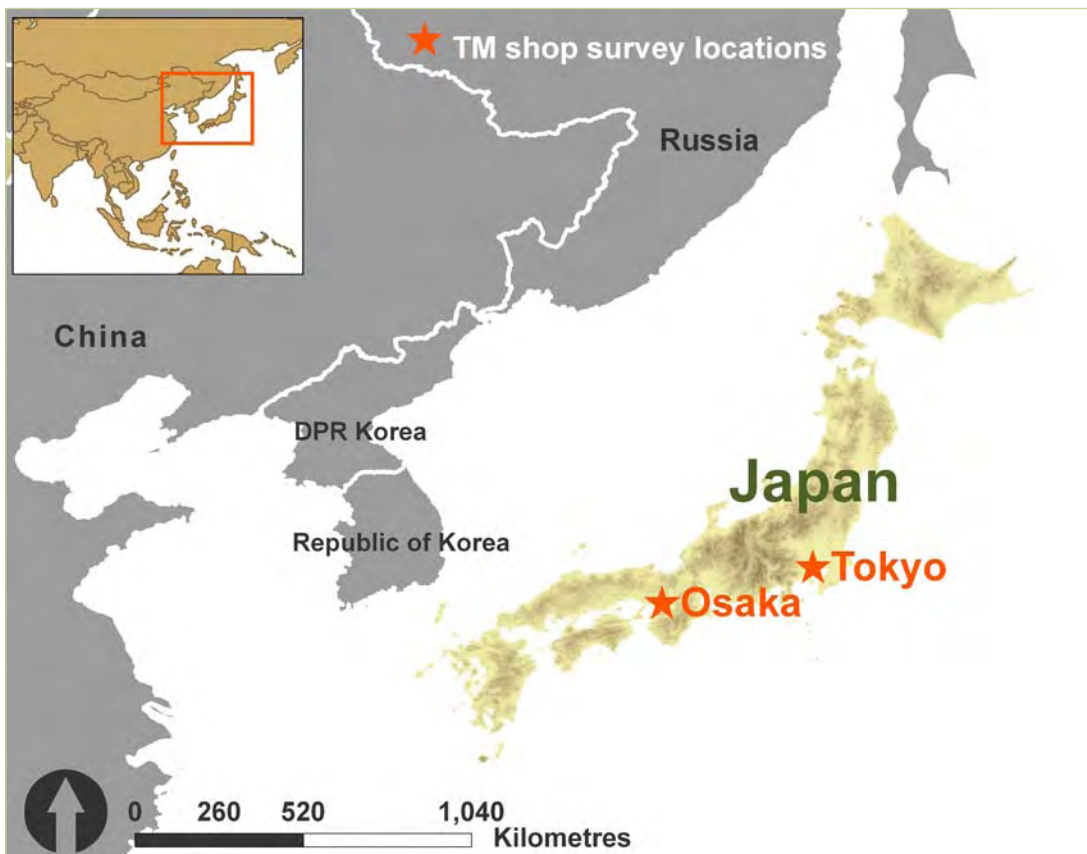 TM shop survey locations
Russia
China
DPR Korea
Japan
Republic of Korea
Tokyo
Osaka
0 260 520 1,040
Kilometres